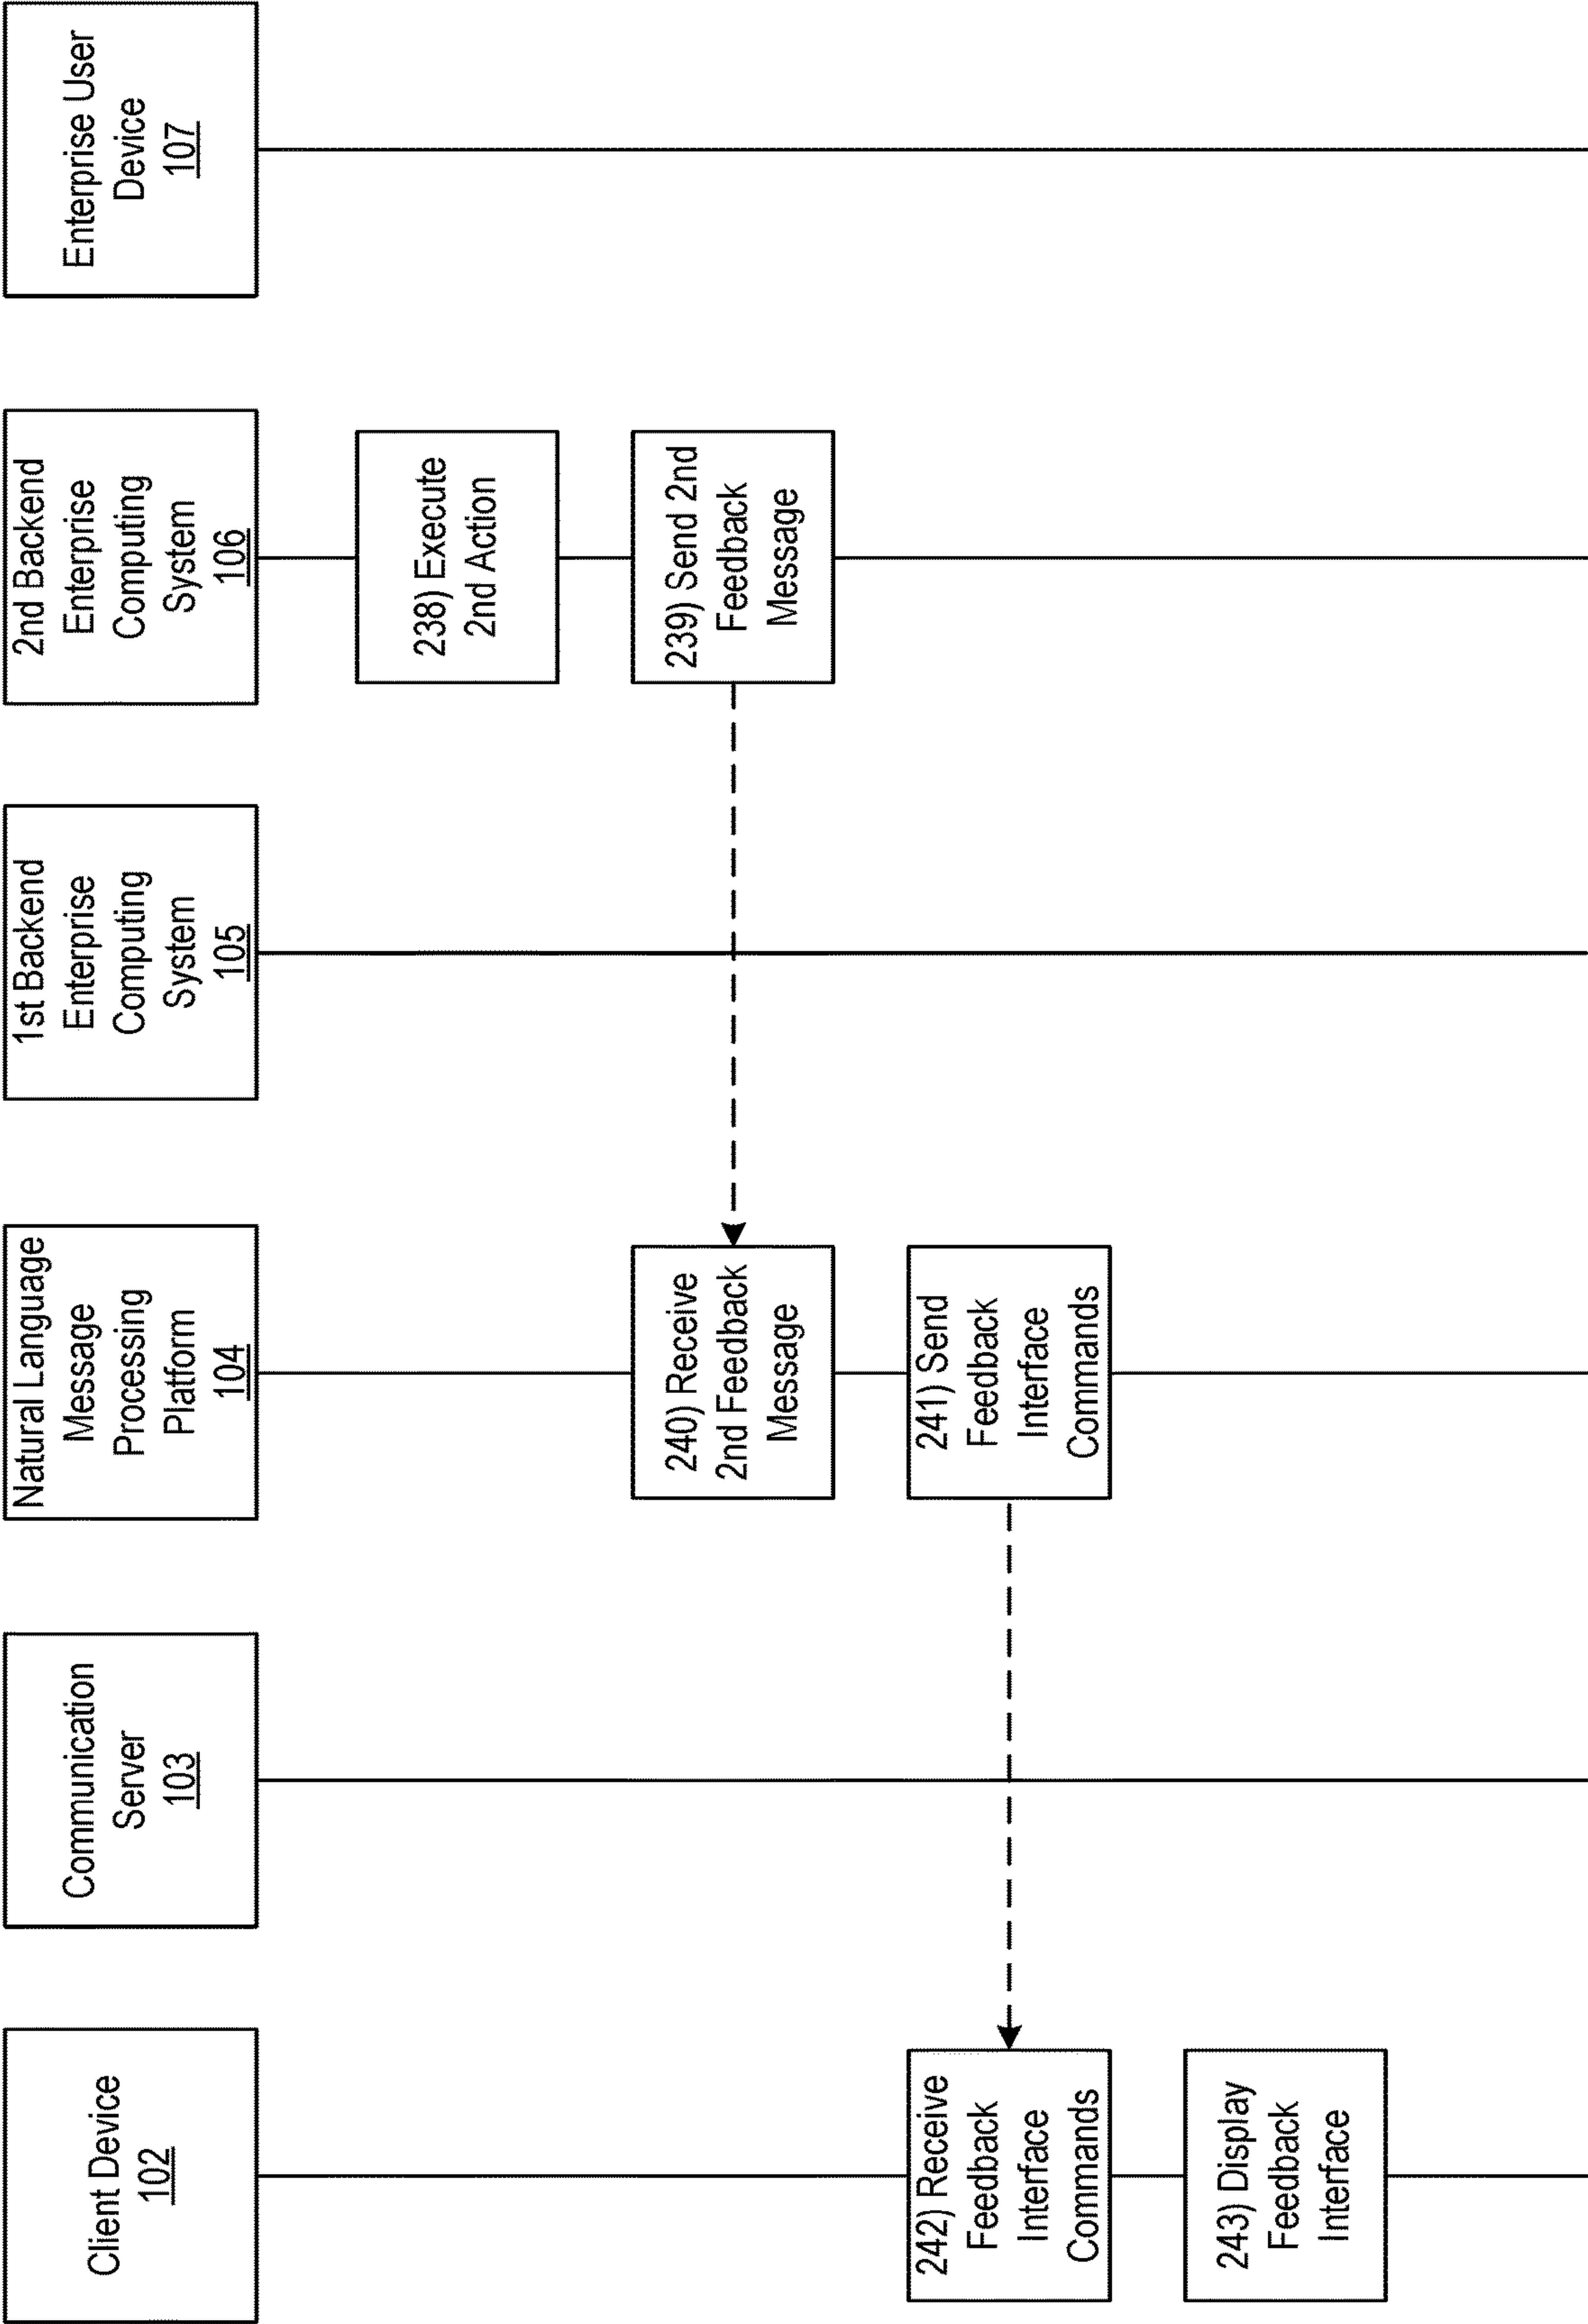 Client Device
102
Communication
Server
103
Natural Language
Message
Processing
Platform
104
1st Backend
Enterprise
Computing
System
105
2nd Backend
Enterprise
Computing
System
106
Enterprise User
Device
107
238) Execute
2nd Action
239) Send 2nd
Feedback
Message
240) Receive
2nd Feedback
Message
241) Send
Feedback
Interface
Commands
242) Receive
Feedback
Interface
Commands
243) Display
Feedback
Interface